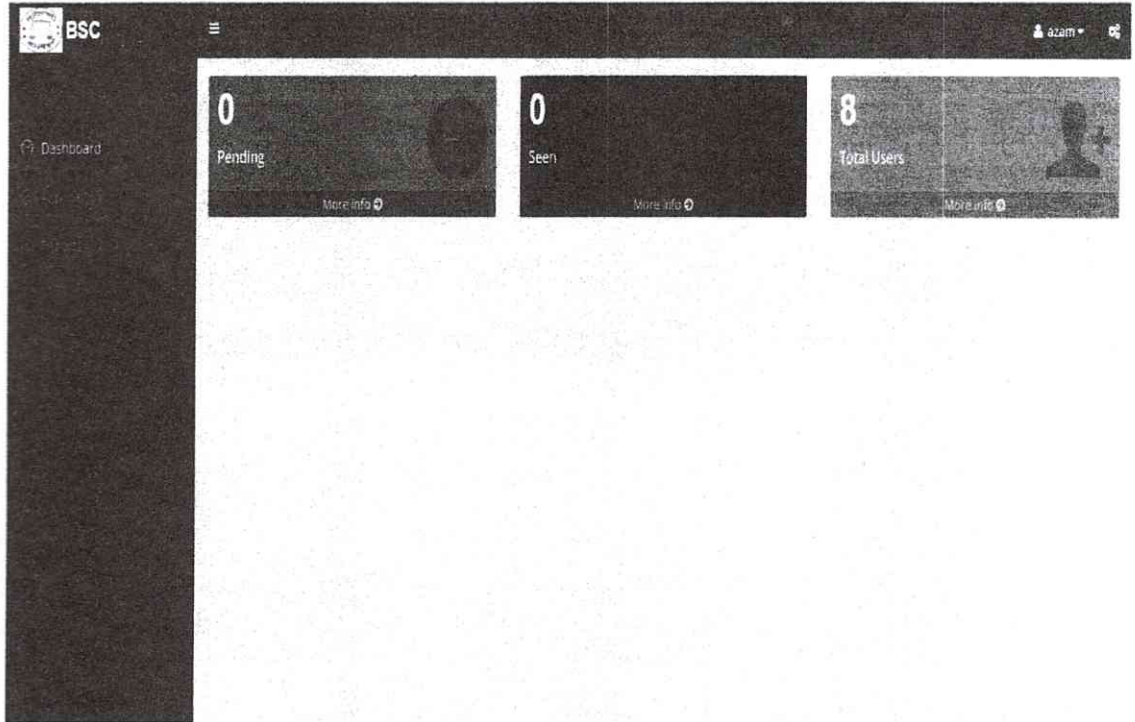 BSC
azam
Dashboard
0
Pending
More info
0
Seen
More info
8
Total Users
More info